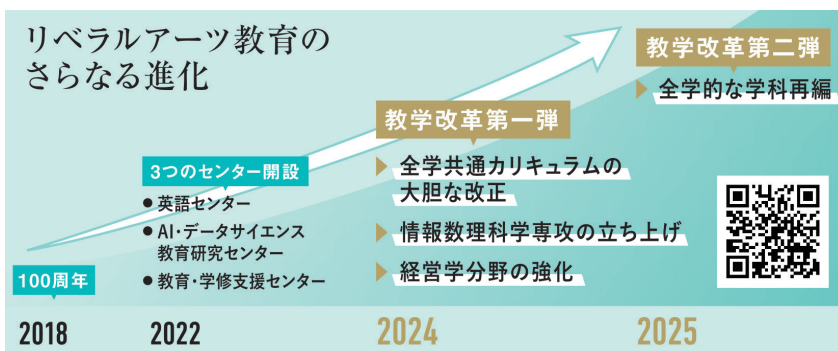 リベラルアーツ教育の
さらなる進化
100周年
2018
3つのセンター開設
● 英語センター
● AI・データサイエンス
教育研究センター
● 教育・学修支援センター
2022
教学改革第一弾
▶ 全学共通カリキュラムの
大胆な改正
▶ 情報数理科学専攻の立ち上げ
▶ 経営学分野の強化
2024
教学改革第二弾
▶ 全学的な学科再編
2025